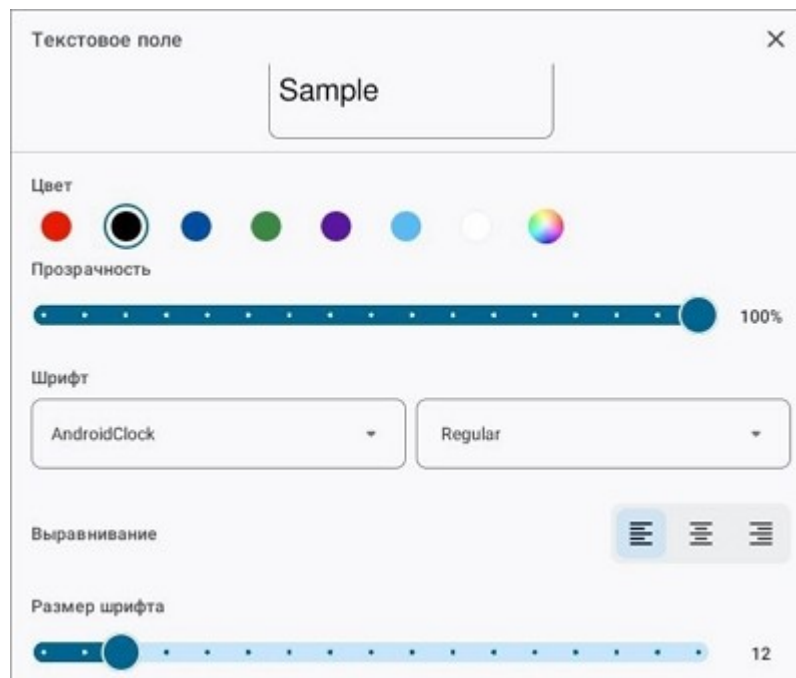 Текстовое поле
Sample
Цвет
Прозрачность
100%
Шрифт
AndroidClock Regular
Выравнивание
Размер шрифта
12